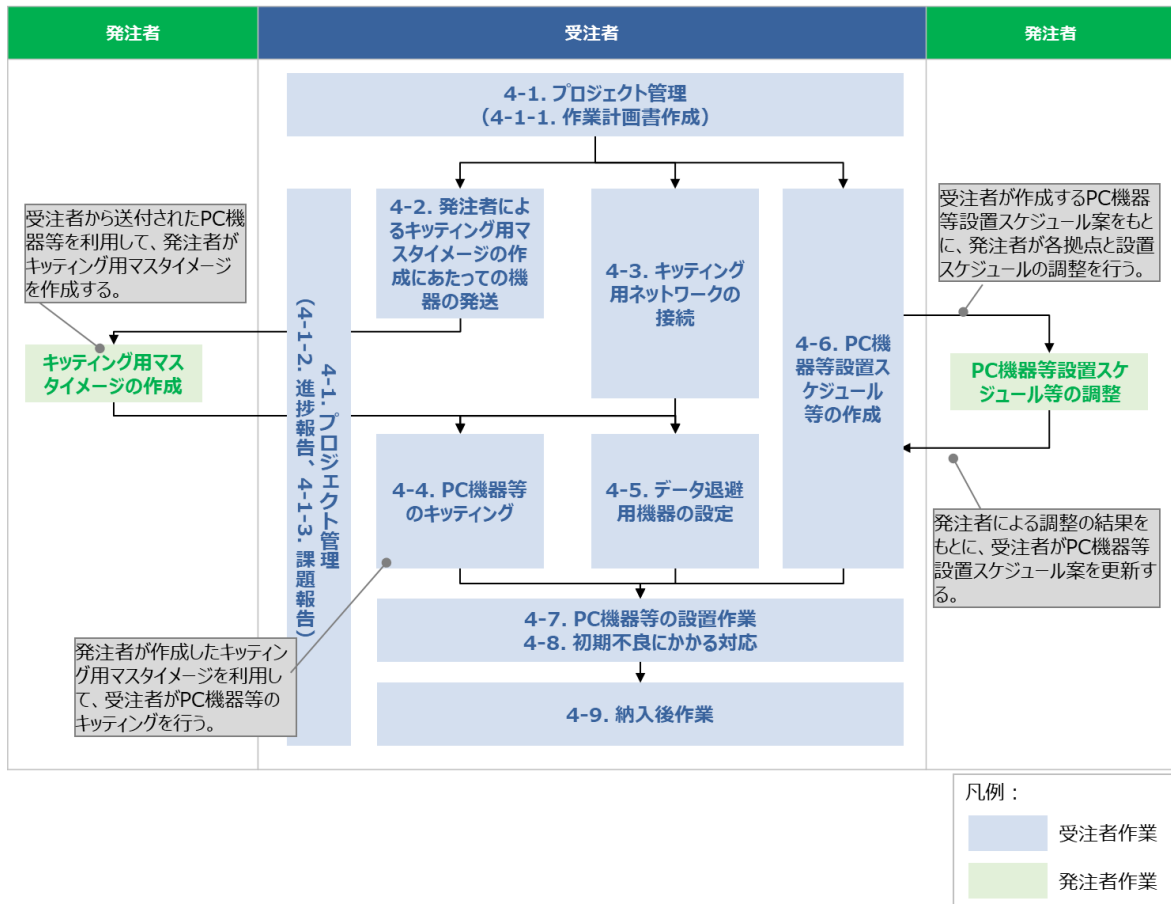 発注者
受注者
発注者
4-1. プロジェクト管理
(4-1-1. 作業計画書作成)
受注者から送付されたPC機
器等を利用して、発注者が
キッティング用マスタイメージ
を作成する。
キッティング用マス
タイメージの作成
4-1. プロジェクト管理
(4-1-2. 進捗報告、4-1-3. 課題報告)
4-2. 発注者によ
るキッティング用マ
スタイメージの作
成にあたっての機
器の発送
4-3. キッティング
用ネットワークの
接続
4-6. PC機
器等設置ス
ケジュール
等の作成
受注者が作成するPC機器
等設置スケジュール案をもと
に、発注者が各拠点と設置
スケジュールの調整を行う。
PC機器等設置スケ
ジュール等の調整
4-4. PC機器等
のキッティング
4-5. データ退避
用機器の設定
発注者による調整の結果を
もとに、受注者がPC機器等
設置スケジュール案を更新す
る。
4-7. PC機器等の設置作業
4-8. 初期不良にかかる対応
発注者が作成したキッティン
グ用マスタイメージを利用し
て、受注者がPC機器等の
キッティングを行う。
4-9. 納入後作業
凡例：
受注者作業
発注者作業